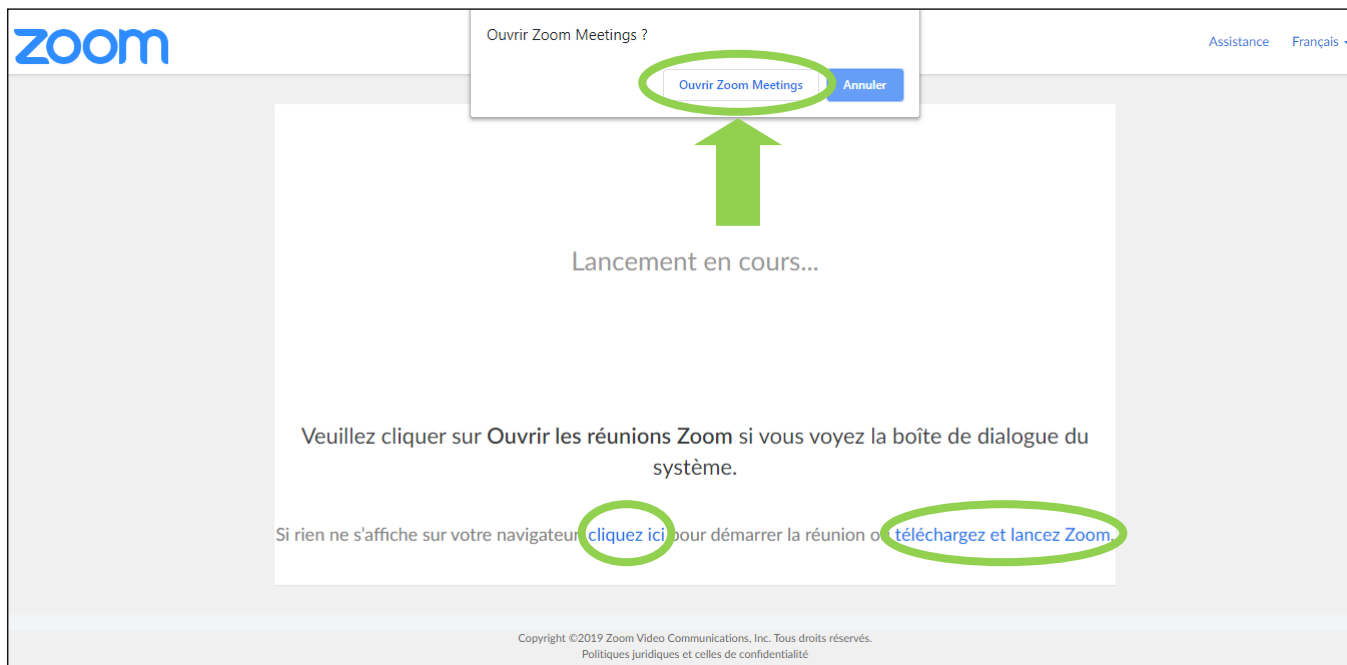 zoom
Ouvrir Zoom Meetings ?
Ouvrir Zoom Meetings
Annuler
Assistance Français
Lancement en cours...
Veuillez cliquer sur Ouvrir les réunions Zoom si vous voyez la boîte de dialogue du
système.
Si rien ne s’affiche sur votre navigateur, cliquez ici pour démarrer la réunion ou téléchargez et lancez Zoom.
Copyright ©2019 Zoom Video Communications, Inc. Tous droits réservés.
Politiques juridiques et celles de confidentialité